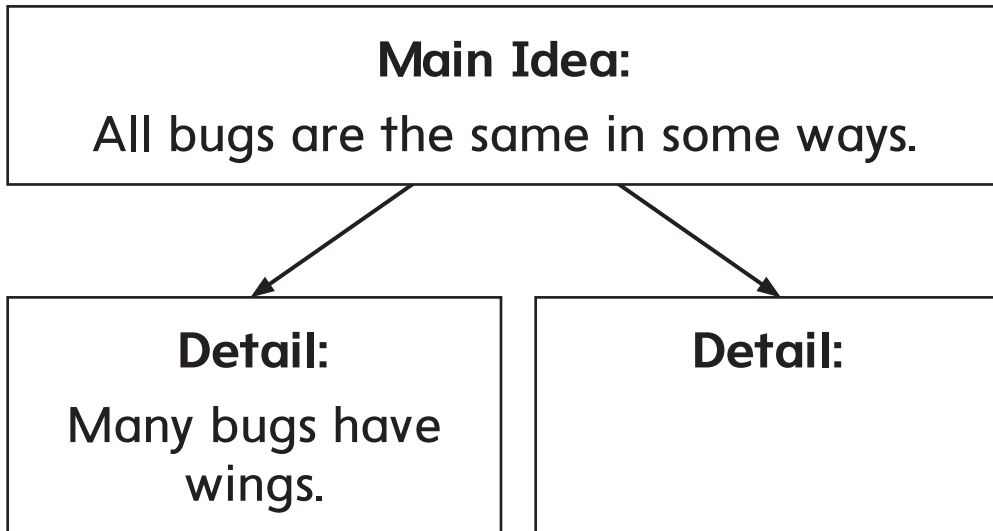 Main Idea:
All bugs are the same in some ways.
Detail:
Many bugs have
wings.
Detail: